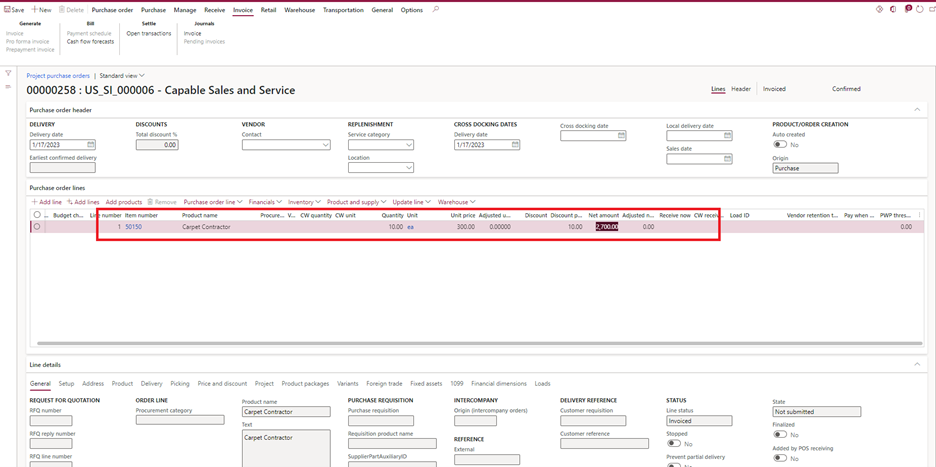 Save New Delete Purchase order Purchase Manage Receive Invoice Retail Warehouse Transportation General Options
Generate Bill Settle Journals
Invoice Payment schedule Open transactions Invoice
Pro forma invoice Cash flow forecasts Pending invoices
Prepayment invoice
Project purchase orders | Standard view
00000258 : US_SI_000006 - Capable Sales and Service
Lines Header Invoiced Confirmed
Purchase order header
DELIVERY DISCOUNTS VENDOR REPLENISHMENT CROSS DOCKING DATES Cross docking date Local delivery date PRODUCT/ORDER CREATION
Delivery date Total discount % Contact Service category Delivery date Auto created
1/17/2023 0.00 1/17/2023 No
Earliest confirmed delivery Location Sales date Origin
Purchase
Purchase order lines
Add line Add lines Add products Remove Purchase order line Financials Inventory Product and supply Update line Warehouse
... Budget ch... Line number Item number Product name Procure... V... CW quantity CW unit Quantity Unit Unit price Adjusted u... Discount Discount p... Net amount Adjusted n... Receive now CW receiv... Load ID Vendor retention t... Pay when ... PWP thres...
1 50150 Carpet Contractor 10.00 ea 300.00 0.00000 10.00 2,700.00 0.00 0.00
Line details
General Setup Address Product Delivery Picking Price and discount Project Product packages Variants Foreign trade Fixed assets 1099 Financial dimensions Loads
REQUEST FOR QUOTATION ORDER LINE Product name PURCHASE REQUISITION INTERCOMPANY DELIVERY REFERENCE STATUS State
RFQ number Procurement category Carpet Contractor Purchase requisition Origin (intercompany orders) Customer requisition Line status Not submitted
Text Invoiced Finalized
RFQ reply number Carpet Contractor Requisition product name REFERENCE Customer reference Stopped No
External No Added by POS receiving
RFQ line number SupplierPartAuxiliaryID Prevent partial delivery No